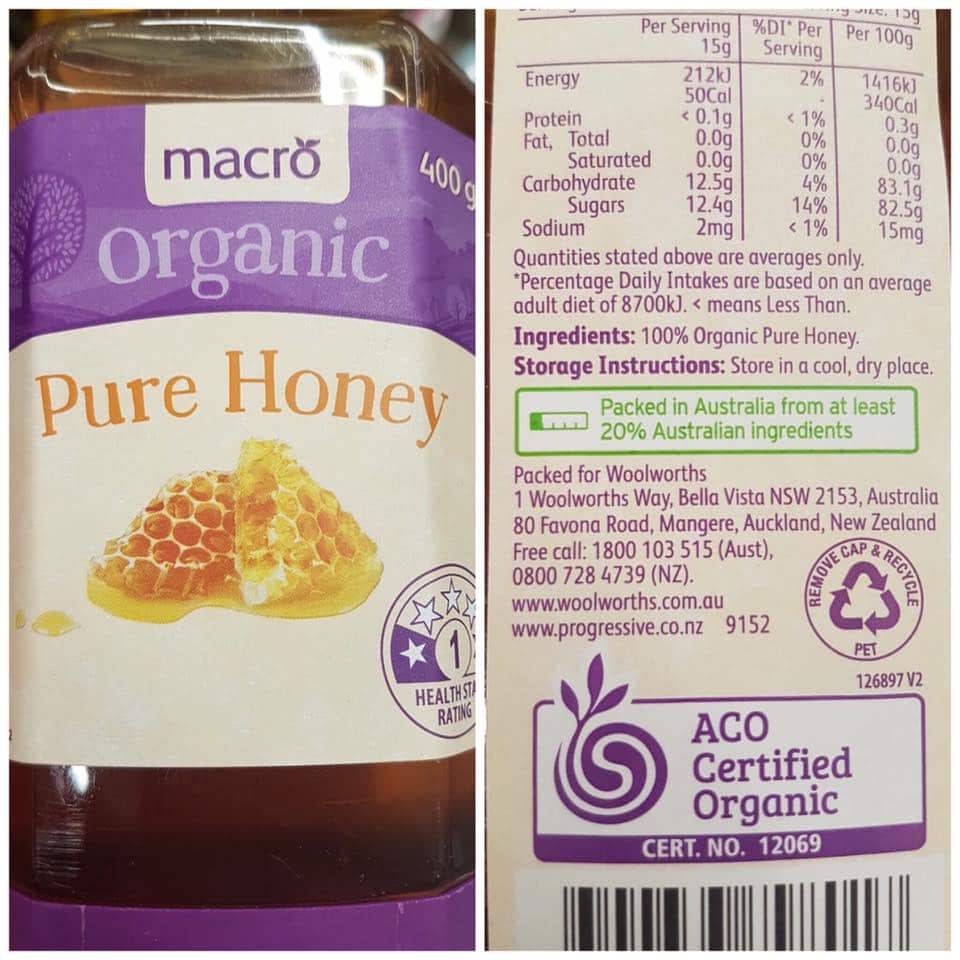 macro
400 g
organic
Pure Honey
1
HEALTH STA
RATING
Size: 15g
Per Serving %DI* Per Per 100g
15g Serving
Energy 212kJ 2% 1416kJ
50Cal - 340Cal
Protein < 0.1g < 1% 0.3g
Fat, Total 0.0g 0% 0.0g
Saturated 0.0g 0% 0.0g
Carbohydrate 12.5g 4% 83.1g
Sugars 12.4g 14% 82.5g
Sodium 2mg < 1% 15mg
Quantities stated above are averages only.
*Percentage Daily Intakes are based on an average
adult diet of 8700kJ. < means Less Than.
Ingredients: 100% Organic Pure Honey.
Storage Instructions: Store in a cool, dry place.
Packed in Australia from at least
20% Australian ingredients
Packed for Woolworths
1 Woolworths Way, Bella Vista NSW 2153, Australia
80 Favona Road, Mangere, Auckland, New Zealand
Free call: 1800 103 515 (Aust),
0800 728 4739 (NZ).
www.woolworths.com.au
www.progressive.co.nz 9152
REMOVE CAP & RECYCLE
PET
126897 V2
ACO
Certified
Organic
CERT. NO. 12069